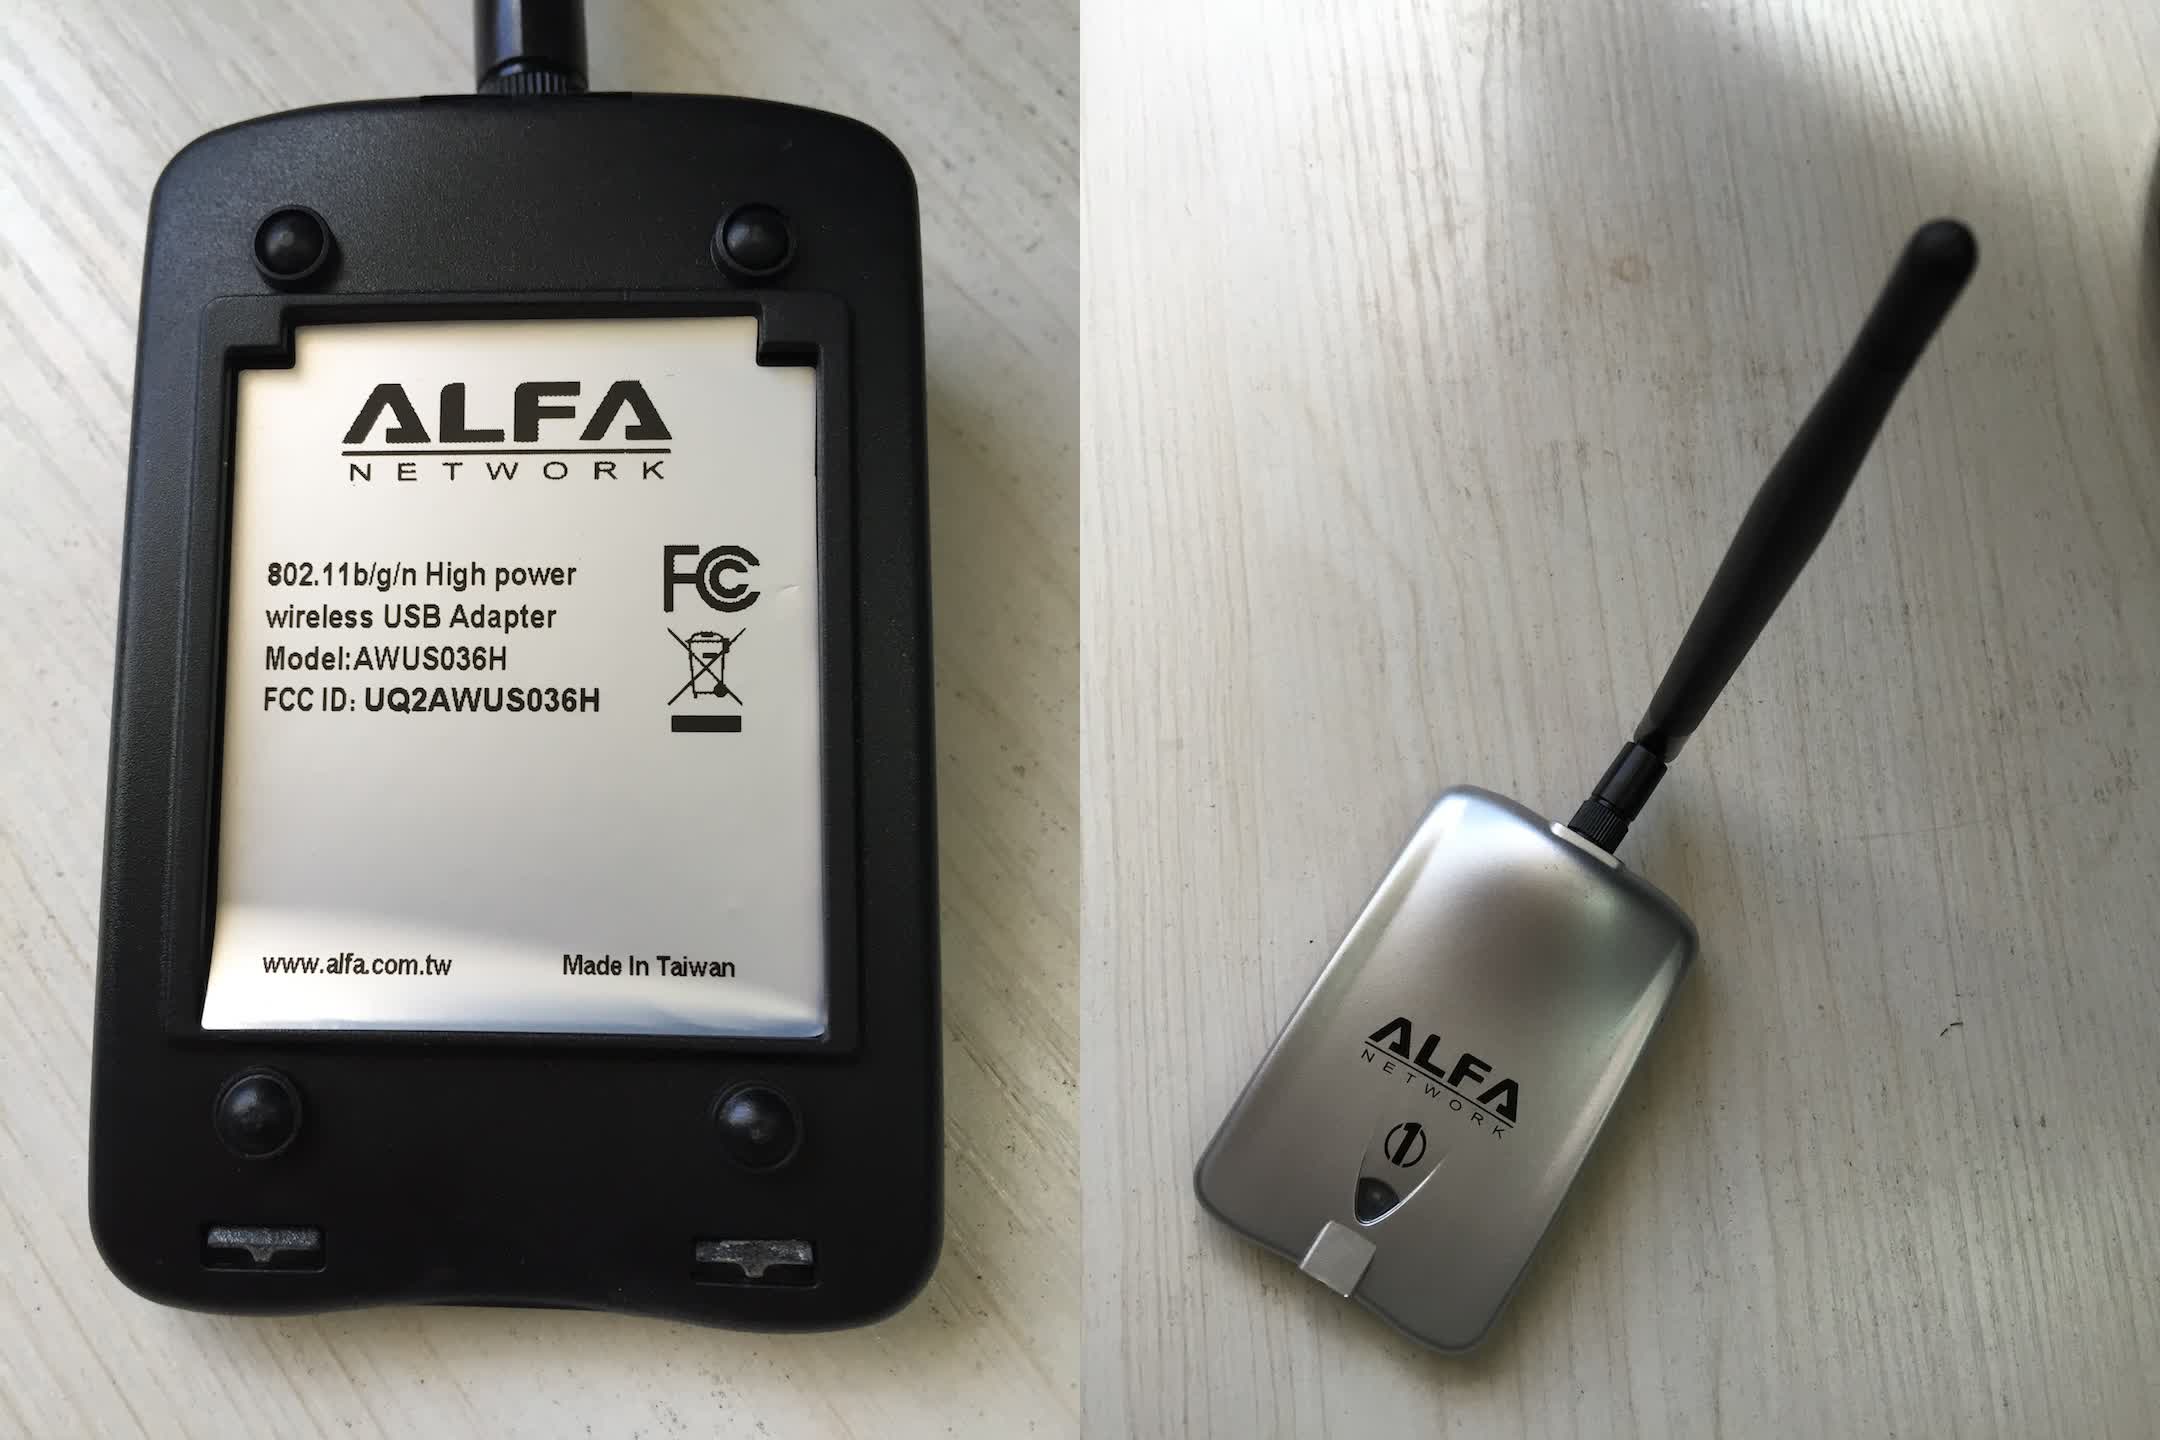 ALFA
NETWORK
802.11b/g/n High power
wireless USB Adapter
Model:AWUS036H
FCC ID: UQ2AWUS036H
FC
www.alfa.com.tw
Made In Taiwan
ALFA
NETWORK
1